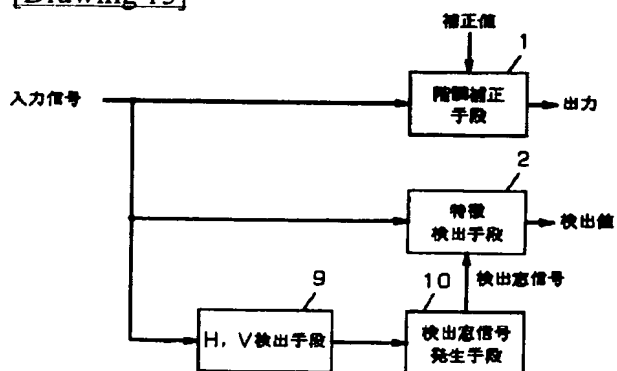 [Drawing 15]
補正値
1
入力信号
階調補正
手段
出力
2
特徴
検出手段
検出値
検出窓信号
9
10
H，V検出手段
検出窓信号
発生手段